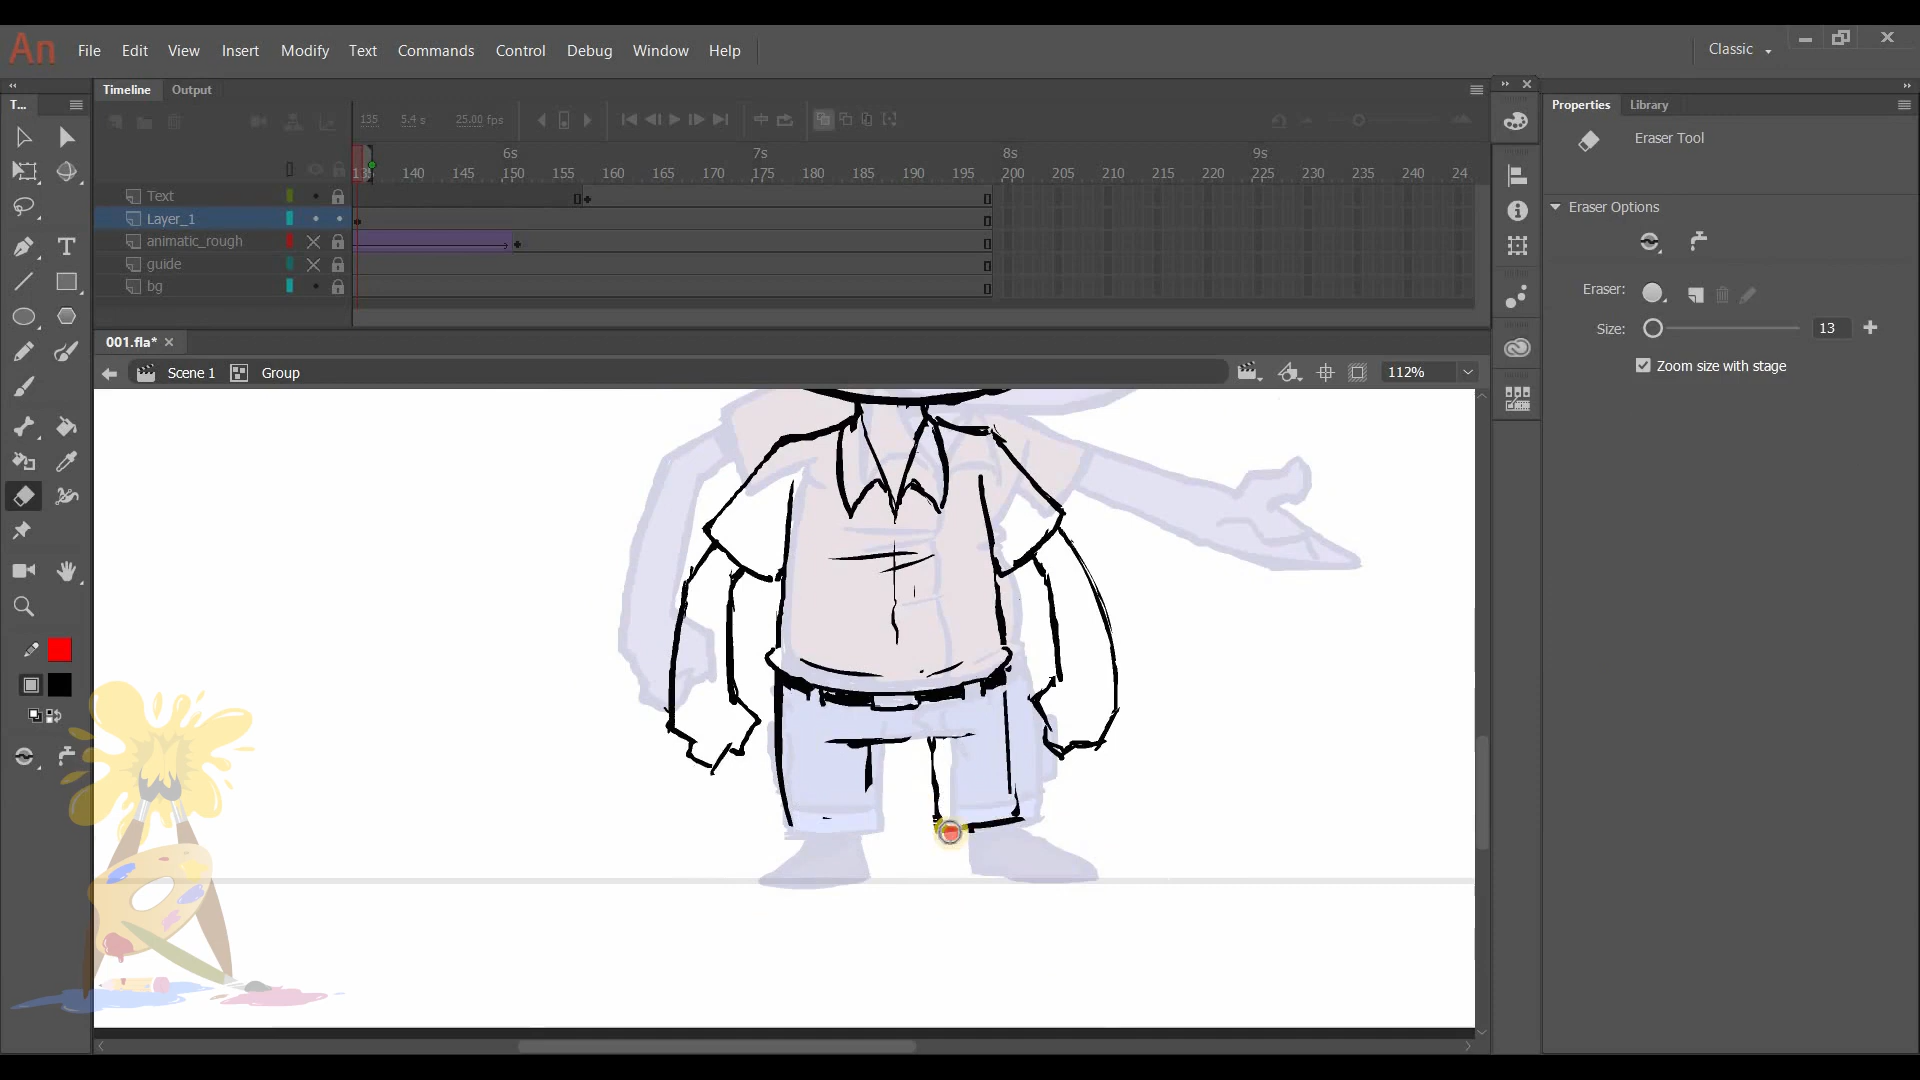 An File Edit View Insert Modify Text Commands Control Debug Window Help Classic
Timeline Output
T... Properties Library
135 5.4 s 25.00 fps
Eraser Tool
6s 7s 8s 9s
135 140 145 150 155 160 165 170 175 180 185 190 195 200 205 210 215 220 225 230 235 240 24
Text
Eraser Options
Layer_1
animatic_rough
guide
bg
Eraser:
Size: 13
001.fla*
Zoom size with stage
Scene 1 Group 112%